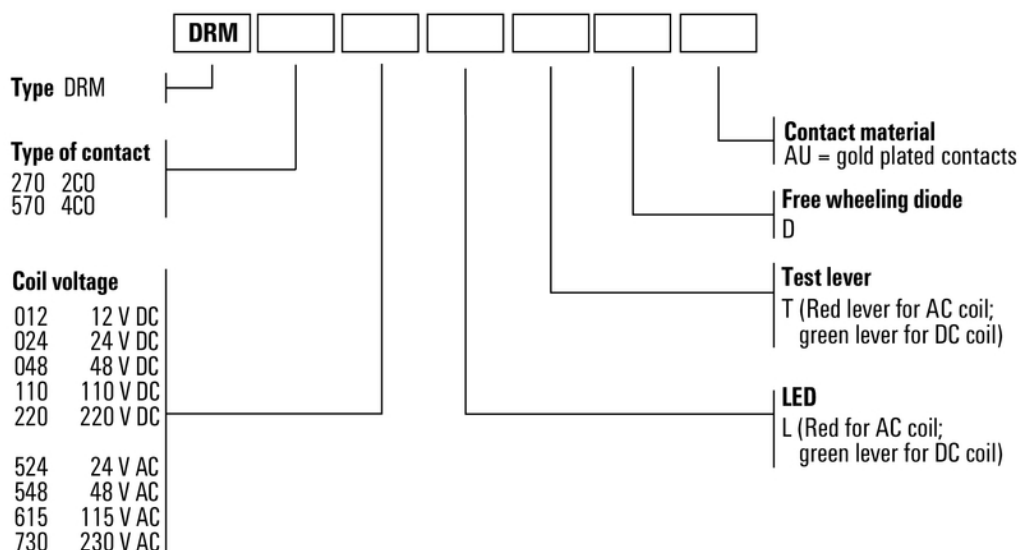 DRM
Type DRM
Type of contact
270 2CO
570 4CO
Coil voltage
012 12 V DC
024 24 V DC
048 48 V DC
110 110 V DC
220 220 V DC
524 24 V AC
548 48 V AC
615 115 V AC
730 230 V AC
Contact material
AU = gold plated contacts
Free wheeling diode
D
Test lever
T (Red lever for AC coil;
green lever for DC coil)
LED
L (Red for AC coil;
green lever for DC coil)